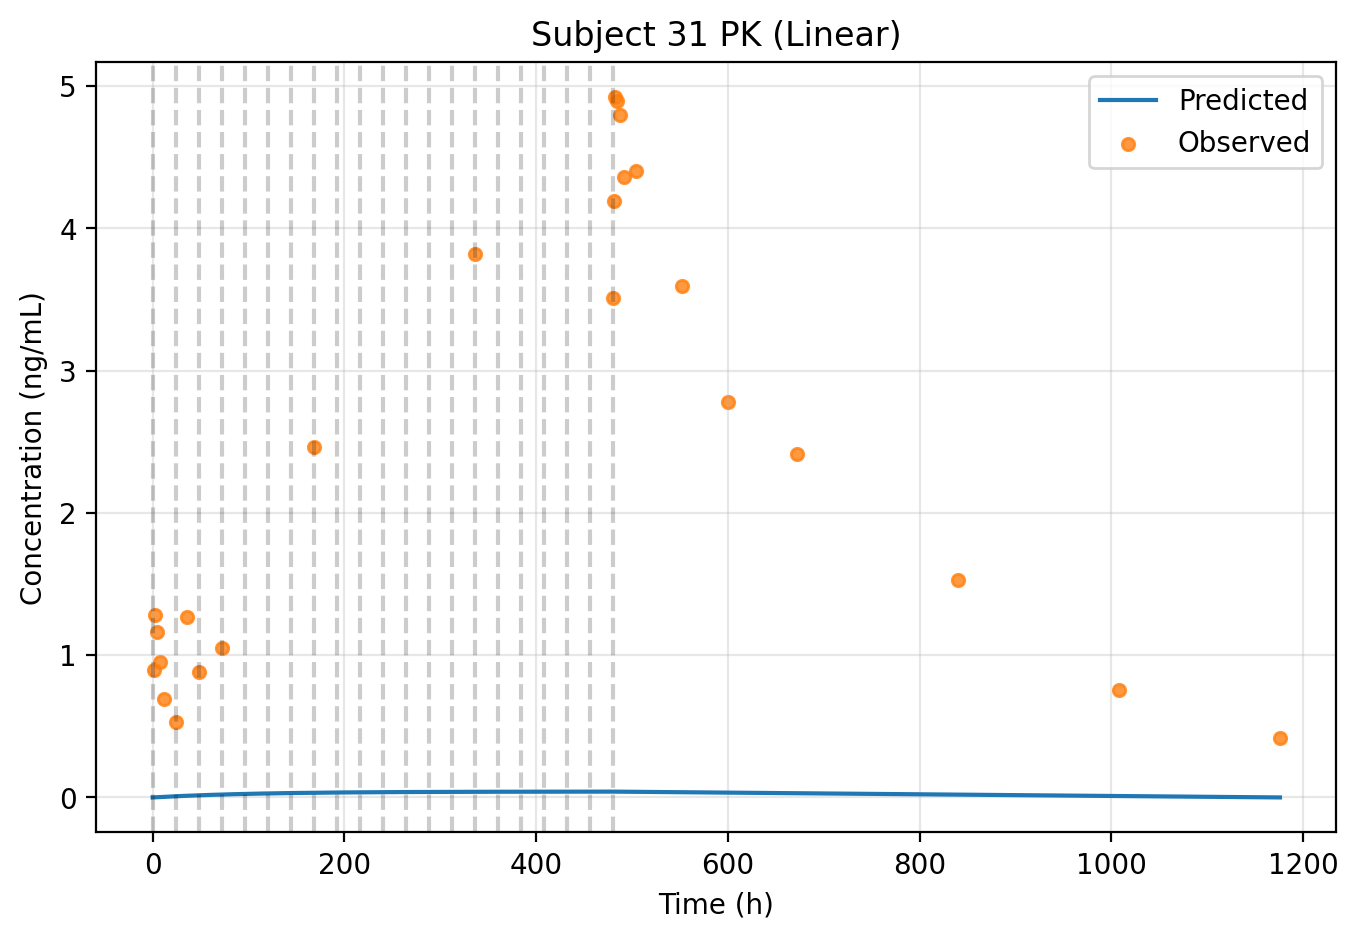 Subject 31 PK (Linear)
Predicted
Observed
Concentration (ng/mL)
5
4
3
2
1
0
0 200 400 600 800 1000 1200
Time (h)